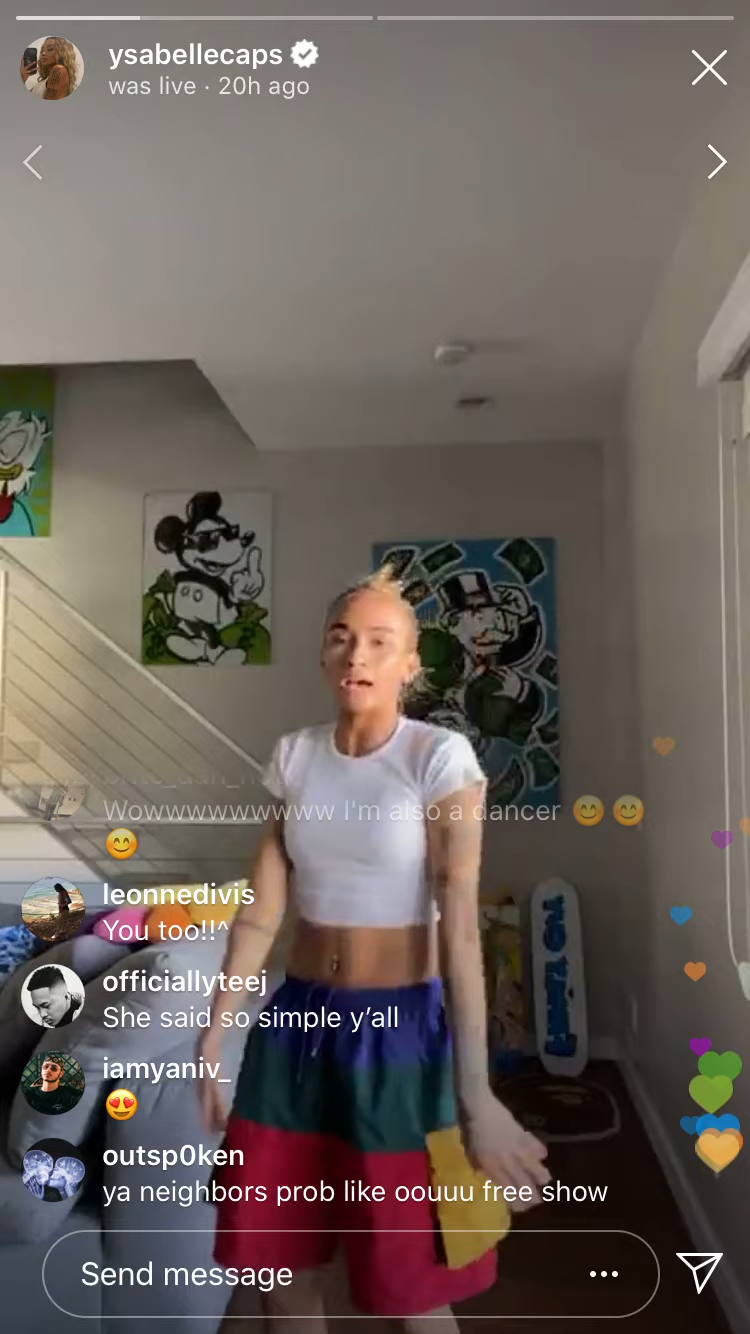 ysabellecaps
was live · 20h ago
Wowwwwwwwww I'm also a dancer 😊 😊
😊
leonnedivis
You too!!^
officiallyteej
She said so simple y’all
iamyaniv_
😍
outsp0ken
ya neighbors prob like oouuu free show
Send message